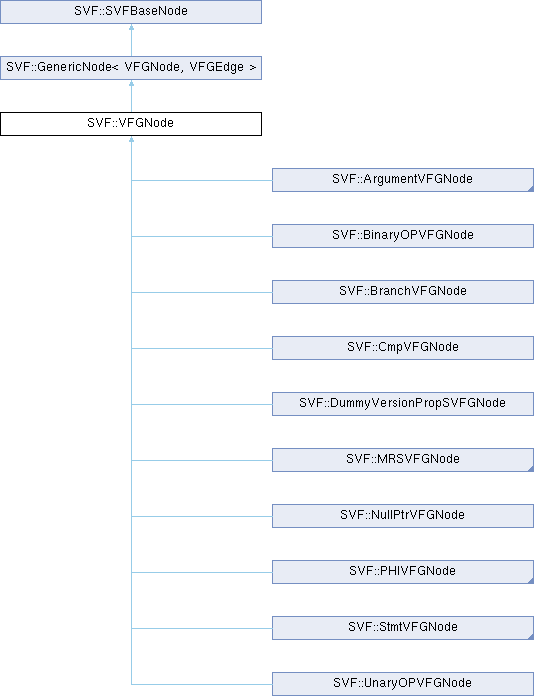 SVF::SVFBaseNode
SVF::GenericNode< VFGNode, VFGEdge >
SVF::VFGNode
SVF::ArgumentVFGNode
SVF::BinaryOPVFGNode
SVF::BranchVFGNode
SVF::CmpVFGNode
SVF::DummyVersionPropSVFGNode
SVF::MRSVFGNode
SVF::NullPtrVFGNode
SVF::PHIVFGNode
SVF::StmtVFGNode
SVF::UnaryOPVFGNode